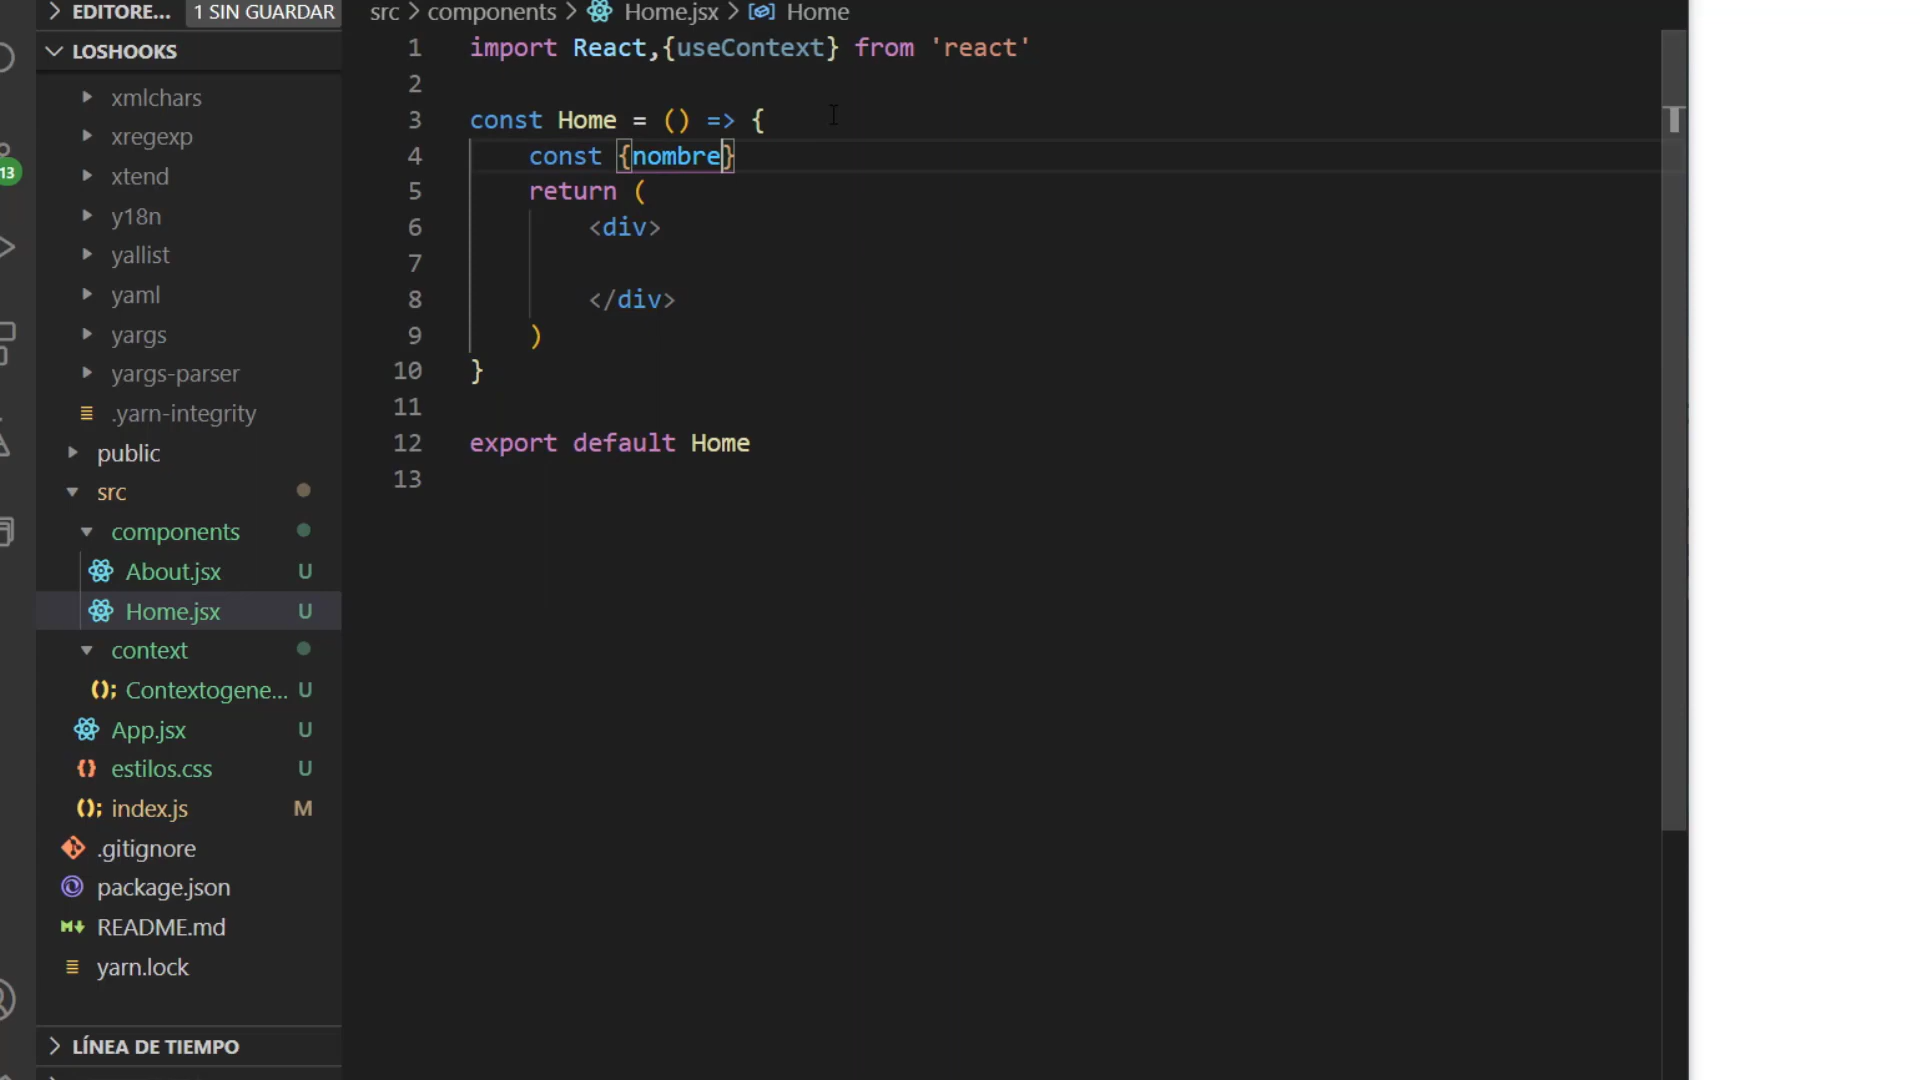 EDITORE... 1 SIN GUARDAR
LOSHOOKS
xmlchars
xregexp
xtend
y18n
yallist
yaml
yargs
yargs-parser
.yarn-integrity
public
src
components
About.jsx U
Home.jsx U
context
Contextogene... U
App.jsx U
estilos.css U
index.js M
.gitignore
package.json
README.md
yarn.lock
LÍNEA DE TIEMPO
13
src > components > Home.jsx > Home
1 import React,{useContext} from 'react'
2
3 const Home = () => {
4 const {nombre}
5 return (
6 <div>
7
8 </div>
9 )
10 }
11
12 export default Home
13